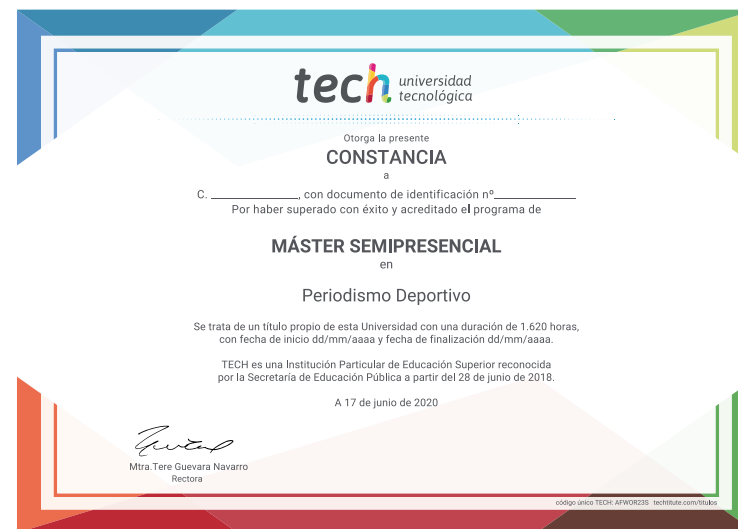 tech universidad
tecnológica
Otorga la presente
CONSTANCIA
a
C. ______________, con documento de identificación nº_____________
Por haber superado con éxito y acreditado el programa de
MÁSTER SEMIPRESENCIAL
en
Periodismo Deportivo
Se trata de un título propio de esta Universidad con una duración de 1.620 horas,
con fecha de inicio dd/mm/aaaa y fecha de finalización dd/mm/aaaa.
TECH es una Institución Particular de Educación Superior reconocida
por la Secretaría de Educación Pública a partir del 28 de junio de 2018.
A 17 de junio de 2020
Mtra.Tere Guevara Navarro
Rectora
código único TECH: AFWOR23S techtitute.com/titulos